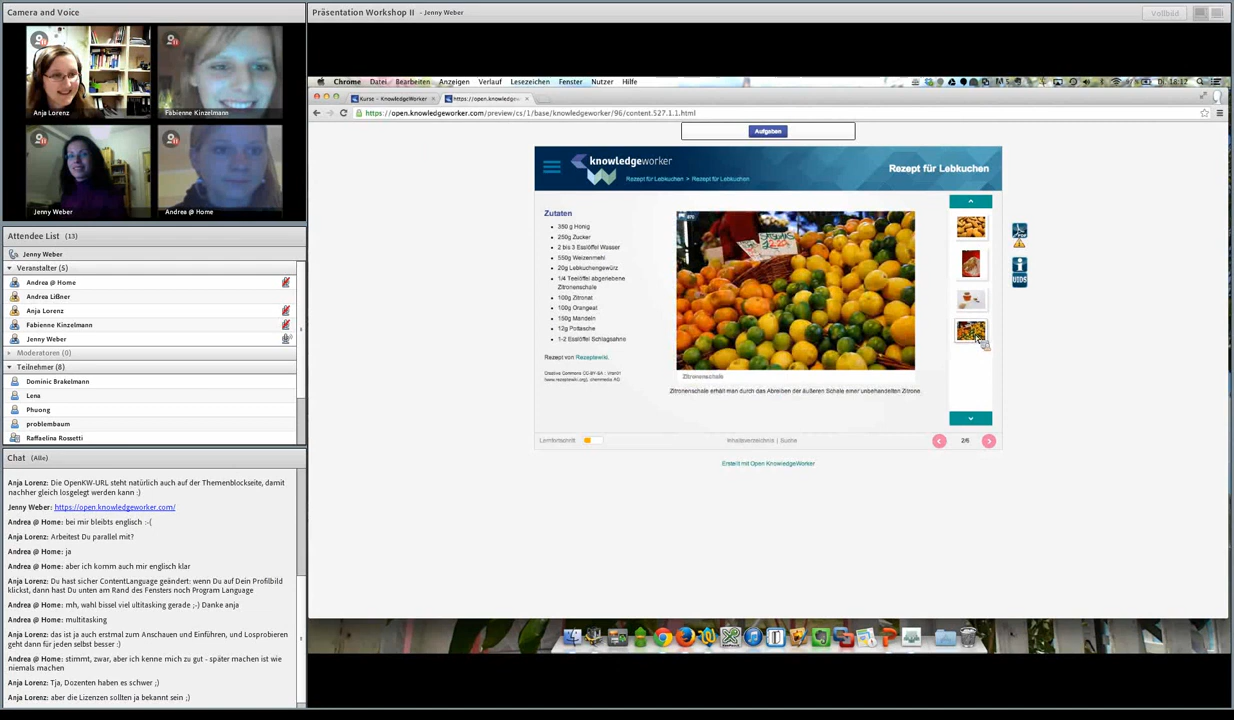 Camera and Voice
Anja Lorenz
Fabienne Kinzelmann
Jenny Weber
Andrea @ Home
Attendee List (13)
Jenny Weber
Veranstalter (5)
Andrea @ Home
Andrea Lißner
Anja Lorenz
Fabienne Kinzelmann
Jenny Weber
Moderatoren (0)
Teilnehmer (8)
Dominic Brakelmann
Lena
Phuong
problembaum
Raffaelina Rossetti
Chat (Alle)
Anja Lorenz: Die OpenKW-URL steht natürlich auch auf der Themenblockseite, damit
nachher gleich losgelegt werden kann :)
Jenny Weber: https://open.knowledgeworker.com/
Andrea @ Home: bei mir bleibts englisch :-(
Anja Lorenz: Arbeitest Du parallel mit?
Andrea @ Home: ja
Andrea @ Home: aber ich komm auch mir englisch klar
Anja Lorenz: Du hast sicher ContentLanguage geändert: wenn Du auf Dein Profilbild
klickst, dann hast Du unten am Rand des Fensters noch Program Language
Andrea @ Home: mh, wahl bissel viel ultitasking gerade ;-) Danke anja
Andrea @ Home: multitasking
Anja Lorenz: das ist ja auch erstmal zum Anschauen und Einführen, und Losprobieren
geht dann für jeden selbst besser :)
Andrea @ Home: stimmt, zwar, aber ich kenne mich zu gut - später machen ist wie
niemals machen
Anja Lorenz: Tja, Dozenten haben es schwer ;)
Anja Lorenz: aber die Lizenzen sollten ja bekannt sein ;)
Präsentation Workshop II - Jenny Weber
Vollbild
Chrome Datei Bearbeiten Anzeigen Verlauf Lesezeichen Fenster Nutzer Hilfe
Di. 18:12
Kurse - KnowledgeWorker
https://open.knowledgew
https://open.knowledgeworker.com/preview/cs/1/base/knowledgeworker/96/content.527.1.1.html
Aufgaben
knowledgeworker
Rezept für Lebkuchen > Rezept für Lebkuchen
Rezept für Lebkuchen
Zutaten
350 g Honig
250g Zucker
2 bis 3 Esslöffel Wasser
550g Weizenmehl
20g Lebkuchengewürz
1/4 Teelöffel abgeriebene
Zitronenschale
100g Zitronat
100g Orangeat
150g Mandeln
12g Pottasche
1-2 Esslöffel Schlagsahne
Rezept von Rezeptewiki.
Zitronenschale
Zitronenschale erhält man durch das Abreiben der äußeren Schale einer unbehandelten Zitrone
PDF
UIDS
Lernfortschritt
Inhaltsverzeichnis | Suche
2/6
Erstellt mit Open KnowledgeWorker